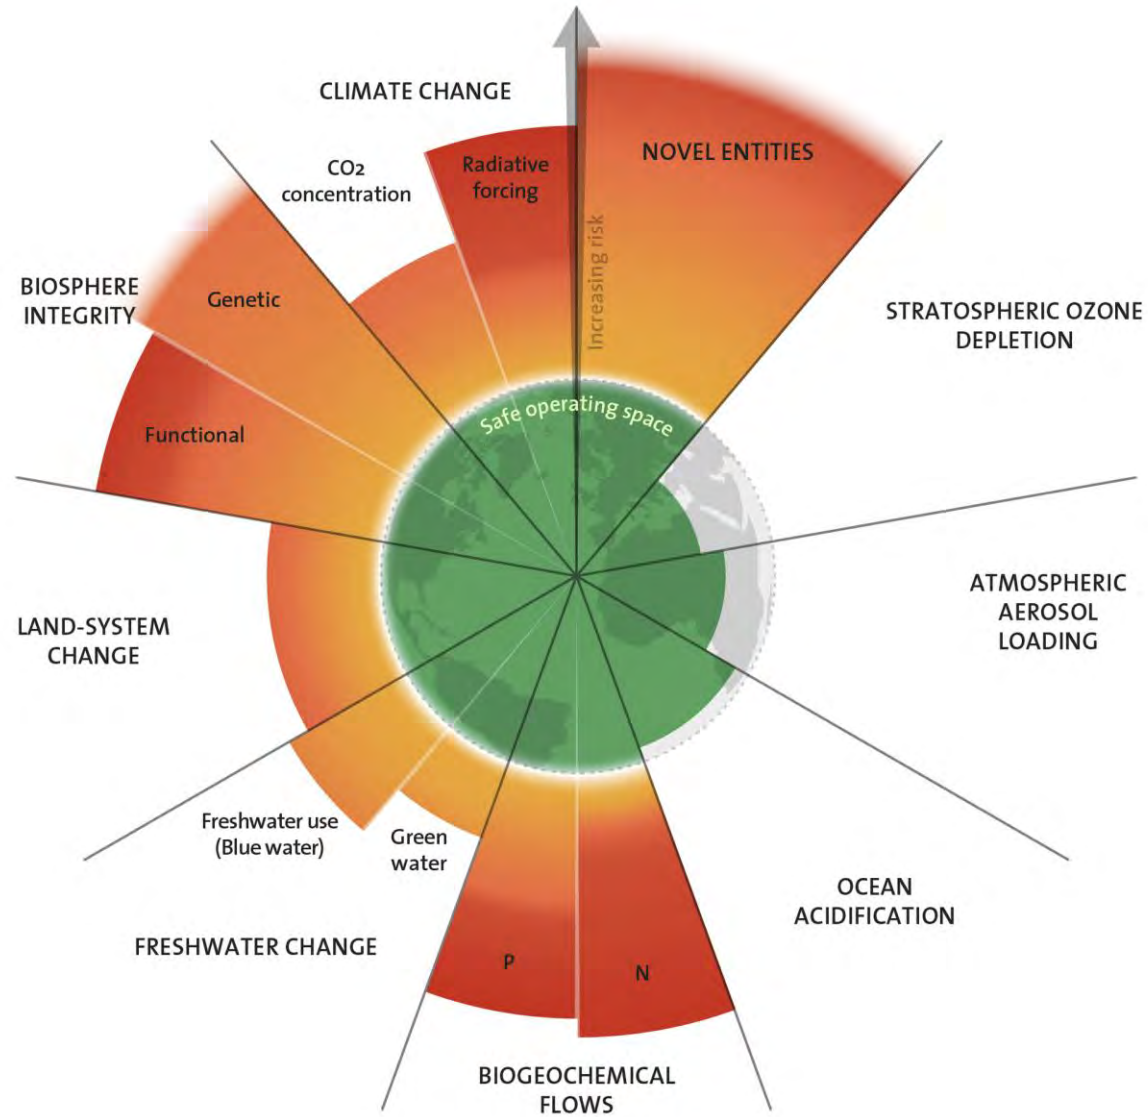 CLIMATE CHANGE
CO2
concentration
Radiative
forcing
NOVEL ENTITIES
Increasing risk
BIOSPHERE
INTEGRITY
Genetic
Functional
STRATOSPHERIC OZONE
DEPLETION
Safe operating space
ATMOSPHERIC
AEROSOL
LOADING
LAND-SYSTEM
CHANGE
Freshwater use
(Blue water)
Green
water
FRESHWATER CHANGE
OCEAN
ACIDIFICATION
P
N
BIOGEOCHEMICAL
FLOWS